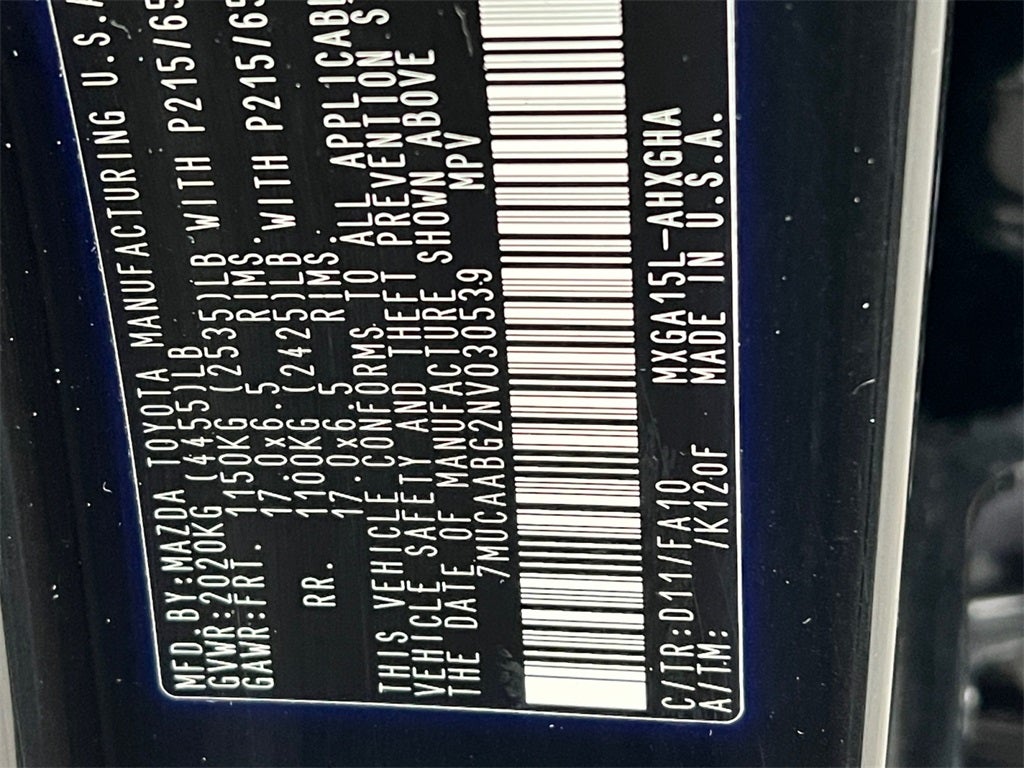 MFD.BY:MAZDA TOYOTA MANUFACTURING U.S.A
GVWR:2020KG (4455)LB
GAWR:FRT. 1150KG (2535)LB WITH P215/65
17.0x6.5 RIMS.
RR. 1100KG (2425)LB WITH P215/65
17.0x6.5 RIMS.
THIS VEHICLE CONFORMS TO ALL
VEHICLE SAFETY AND THEFT PREVENTION
THE DATE OF MANUFACTURE SHOWN ABOVE
7MUCAABG2NV030539 MPV
C/TR:D11/FA10 MXGA15L-AHXGHA
A/TM: /K120F MADE IN U.S.A.